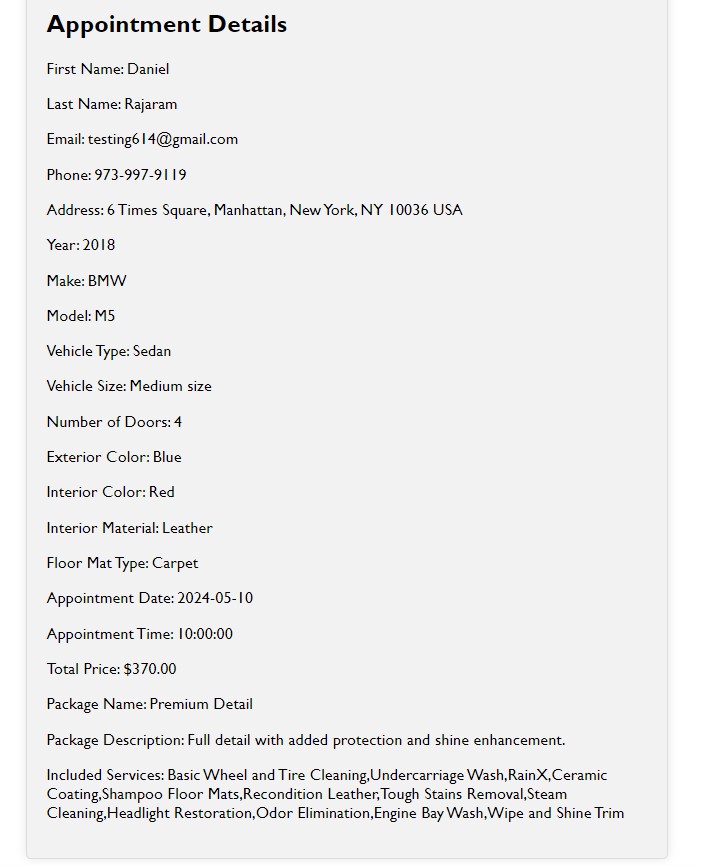 Appointment Details
First Name: Daniel
Last Name: Rajaram
Email: testing614@gmail.com
Phone: 973-997-9119
Address: 6 Times Square, Manhattan, New York, NY 10036 USA
Year: 2018
Make: BMW
Model: M5
Vehicle Type: Sedan
Vehicle Size: Medium size
Number of Doors: 4
Exterior Color: Blue
Interior Color: Red
Interior Material: Leather
Floor Mat Type: Carpet
Appointment Date: 2024-05-10
Appointment Time: 10:00:00
Total Price: $370.00
Package Name: Premium Detail
Package Description: Full detail with added protection and shine enhancement.
Included Services: Basic Wheel and Tire Cleaning,Undercarriage Wash,RainX,Ceramic
Coating,Shampoo Floor Mats,Recondition Leather,Tough Stains Removal,Steam
Cleaning,Headlight Restoration,Odor Elimination,Engine Bay Wash,Wipe and Shine Trim